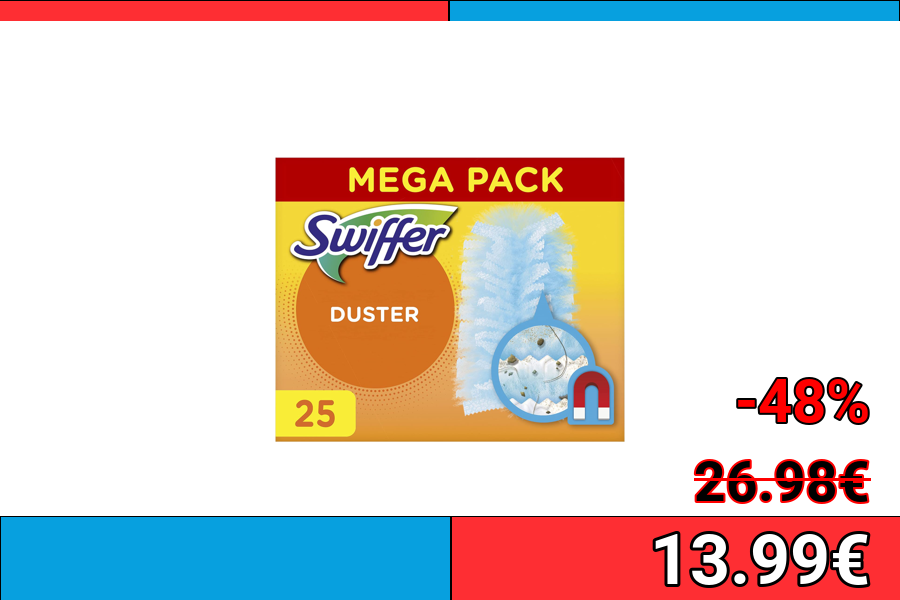 MEGA PACK
Swiffer
DUSTER
25
-48%
26.98€
13.99€